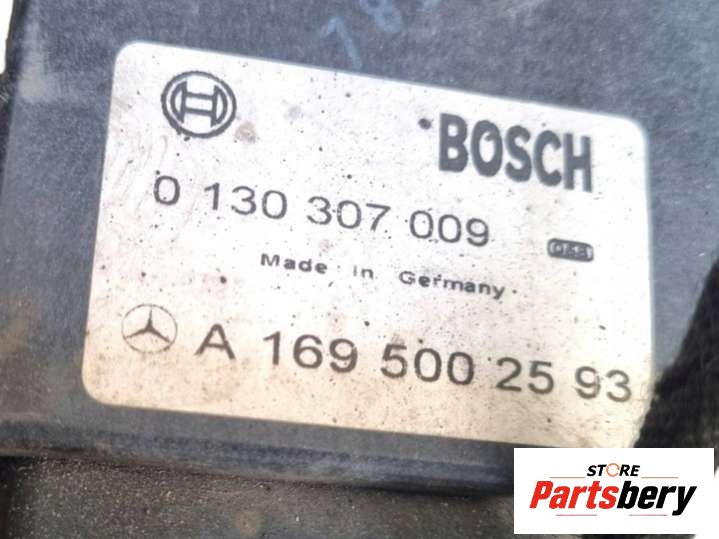 BOSCH
0 130 307 009
Made in Germany
A 169 500 25 93
STORE
Partsbery